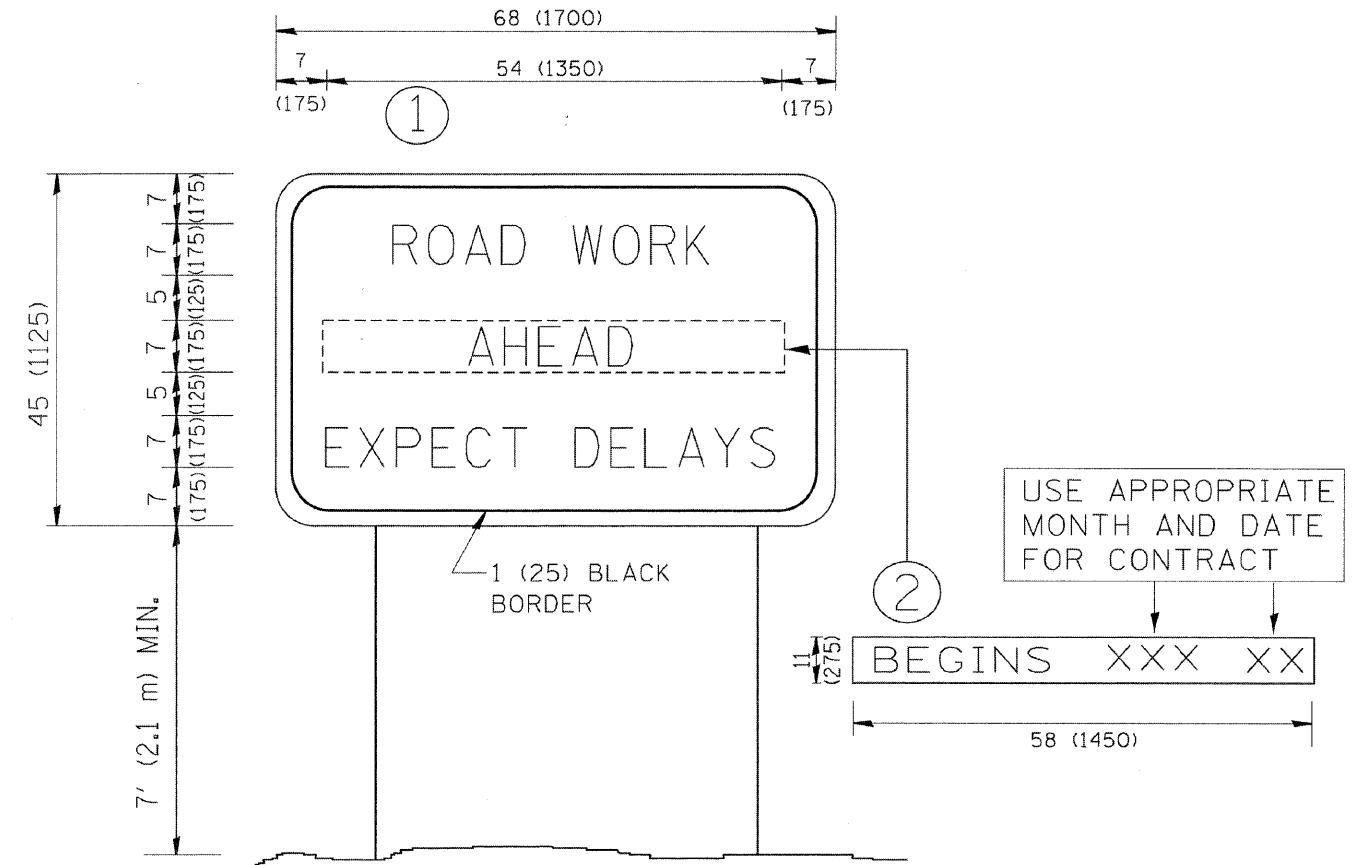 68 (1700)
7 54 (1350) 7
(175) (175)
1
45 (1125)
7 (175)
7 (175)
5 (125)
7 (175)
5 (125)
7 (175)
7 (175)
7' (2.1 m) MIN.
ROAD WORK
AHEAD
EXPECT DELAYS
1 (25) BLACK
BORDER
2
USE APPROPRIATE
MONTH AND DATE
FOR CONTRACT
11 (275)
BEGINS XXX XX
58 (1450)